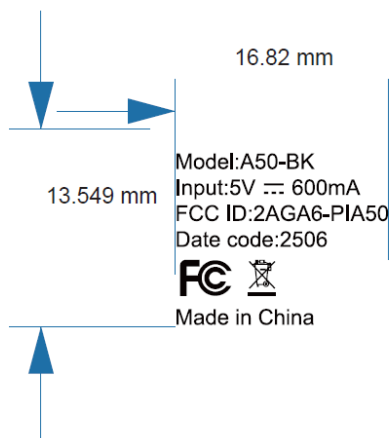 16.82 mm
13.549 mm
Model:A50-BK
Input:5V ⎓ 600mA
FCC ID:2AGA6-PIA50
Date code:2506
FC
Made in China